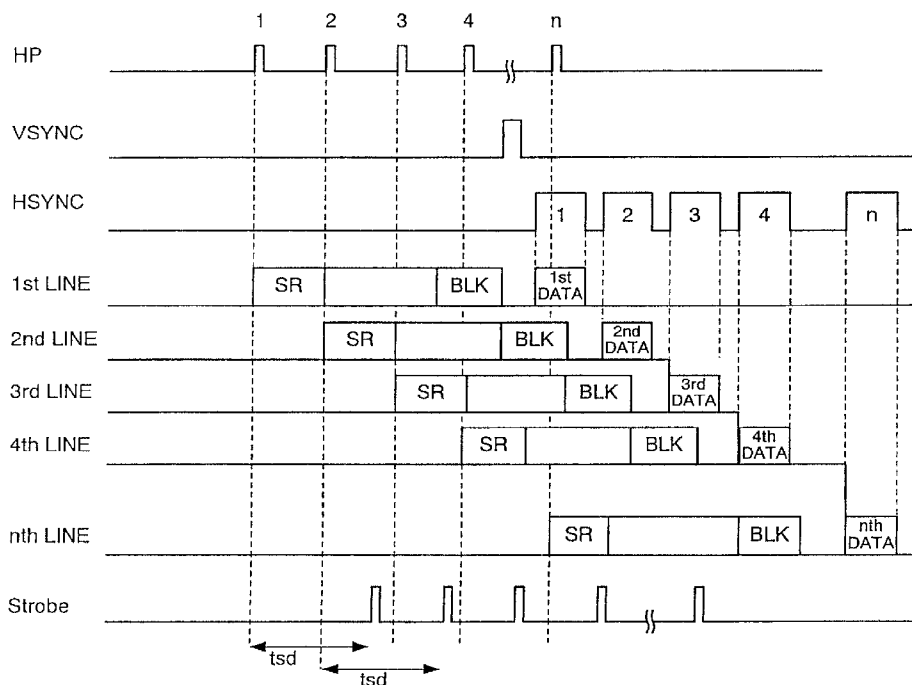 1 2 3 4 n
HP
VSYNC
HSYNC 1 2 3 4 n
1st LINE SR BLK 1st DATA
2nd LINE SR BLK 2nd DATA
3rd LINE SR BLK 3rd DATA
4th LINE SR BLK 4th DATA
nth LINE SR BLK nth DATA
Strobe
tsd
tsd